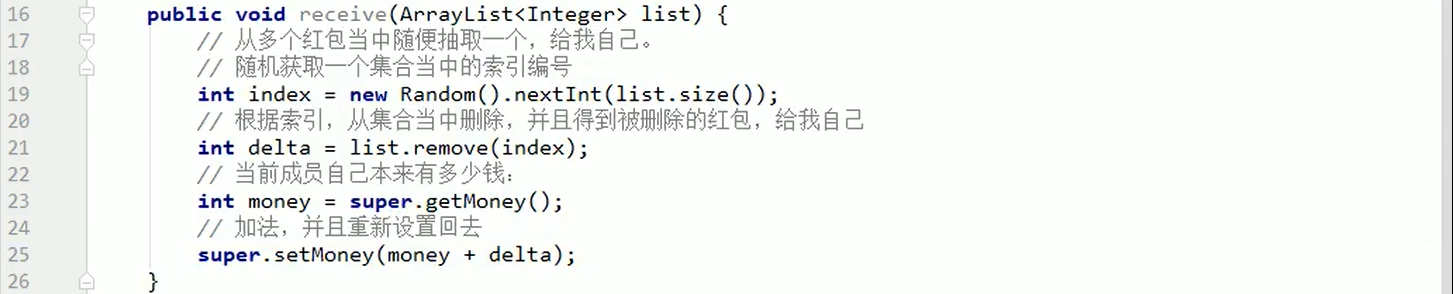 16 public void receive(ArrayList<Integer> list) {
17 // 从多个红包当中随便抽取一个，给我自己。
18 // 随机获取一个集合当中的索引编号
19 int index = new Random().nextInt(list.size());
20 // 根据索引，从集合当中删除，并且得到被删除的红包，给我自己
21 int delta = list.remove(index);
22 // 当前成员自己本来有多少钱：
23 int money = super.getMoney();
24 // 加法，并且重新设置回去
25 super.setMoney(money + delta);
26 }